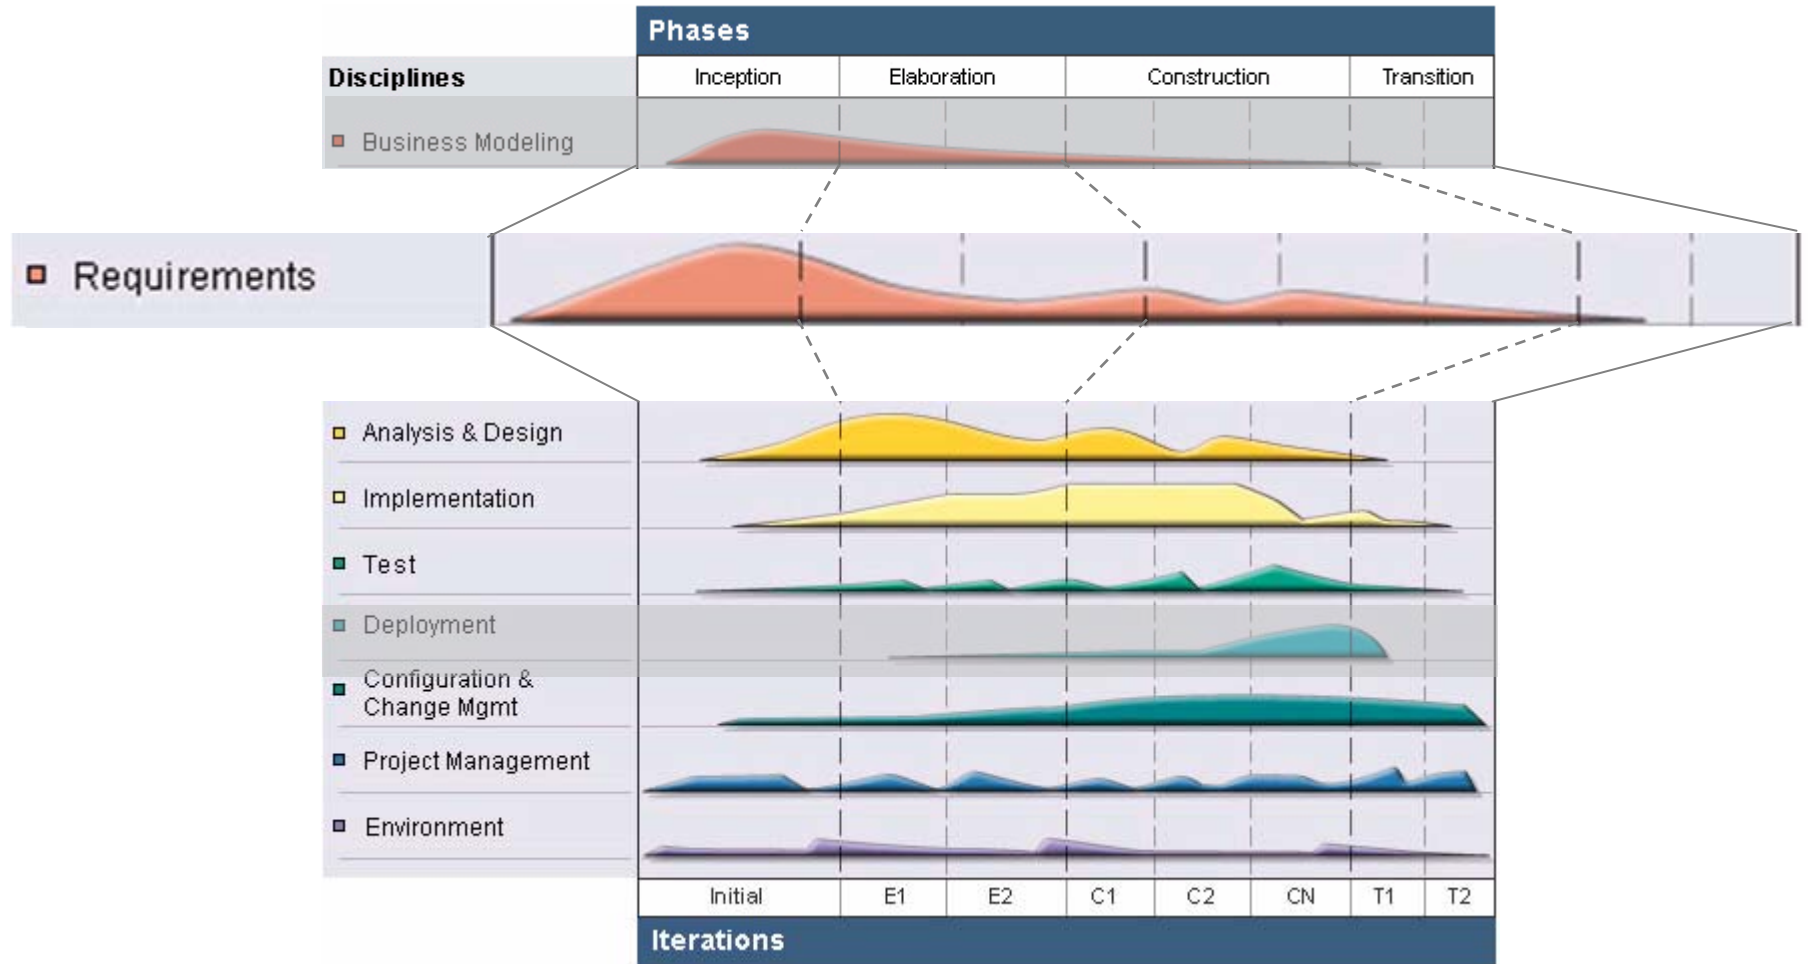 Phases
Disciplines
Inception
Elaboration
Construction
Transition
Business Modeling
Requirements
Analysis & Design
Implementation
Test
Deployment
Configuration &
Change Mgmt
Project Management
Environment
Initial
E1
E2
C1
C2
CN
T1
T2
Iterations